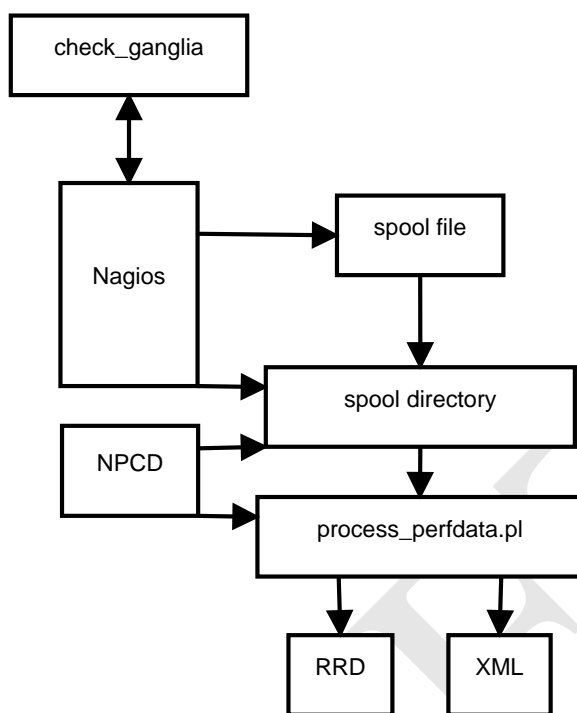 check_ganglia
Nagios
spool file
spool directory
NPCD
process_perfdata.pl
RRD
XML